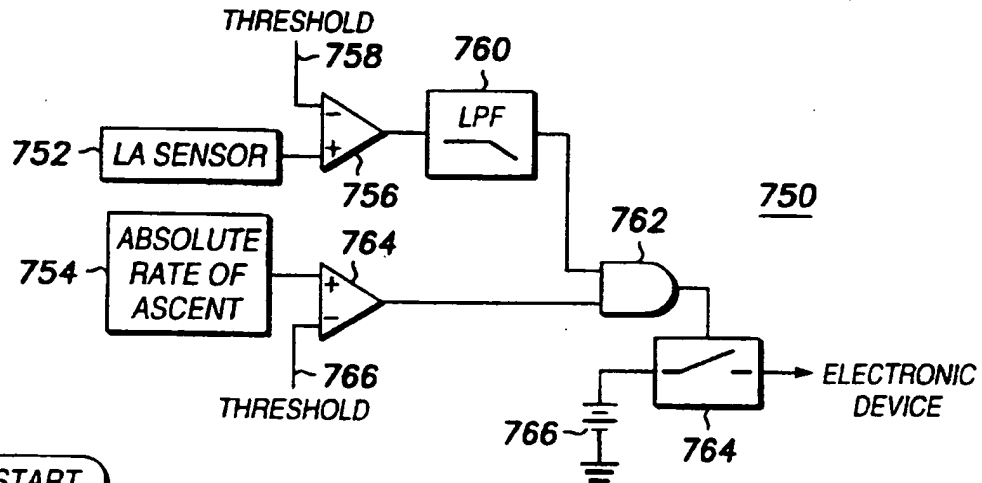 THRESHOLD
758
760
LPF
752
LA SENSOR
756
750
762
754
ABSOLUTE
RATE OF
ASCENT
764
+
−
−
+
766
THRESHOLD
ELECTRONIC
DEVICE
766
764
START